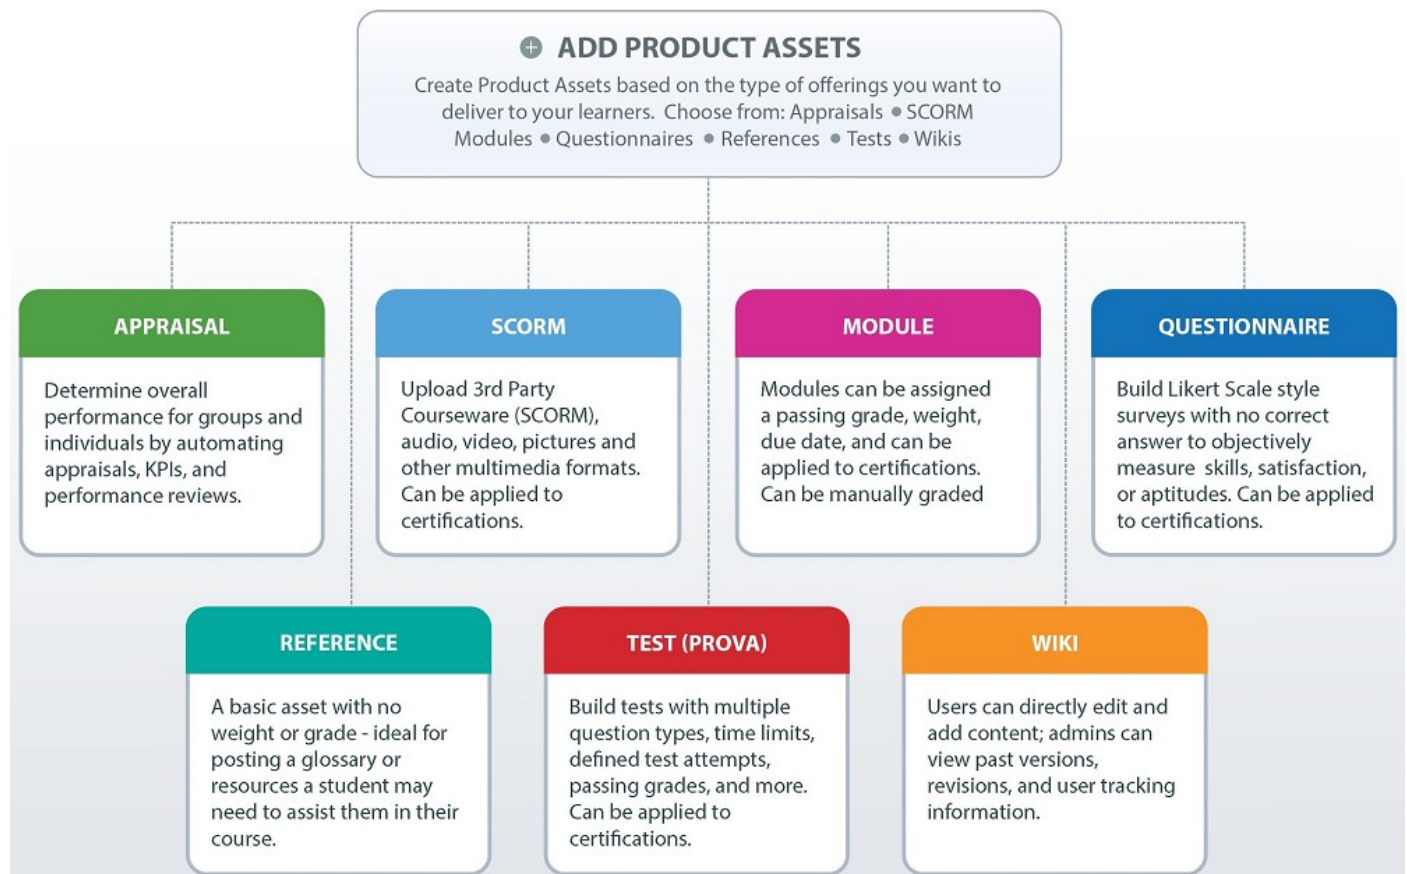 ADD PRODUCT ASSETS
Create Product Assets based on the type of offerings you want to
deliver to your learners. Choose from: Appraisals • SCORM
Modules • Questionnaires • References • Tests • Wikis
APPRAISAL
Determine overall
performance for groups and
individuals by automating
appraisals, KPIs, and
performance reviews.
SCORM
Upload 3rd Party
Courseware (SCORM),
audio, video, pictures and
other multimedia formats.
Can be applied to
certifications.
MODULE
Modules can be assigned
a passing grade, weight,
due date, and can be
applied to certifications.
Can be manually graded
QUESTIONNAIRE
Build Likert Scale style
surveys with no correct
answer to objectively
measure skills, satisfaction,
or aptitudes. Can be applied
to certifications.
REFERENCE
A basic asset with no
weight or grade - ideal for
posting a glossary or
resources a student may
need to assist them in their
course.
TEST (PROVA)
Build tests with multiple
question types, time limits,
defined test attempts,
passing grades, and more.
Can be applied to
certifications.
WIKI
Users can directly edit and
add content; admins can
view past versions,
revisions, and user tracking
information.